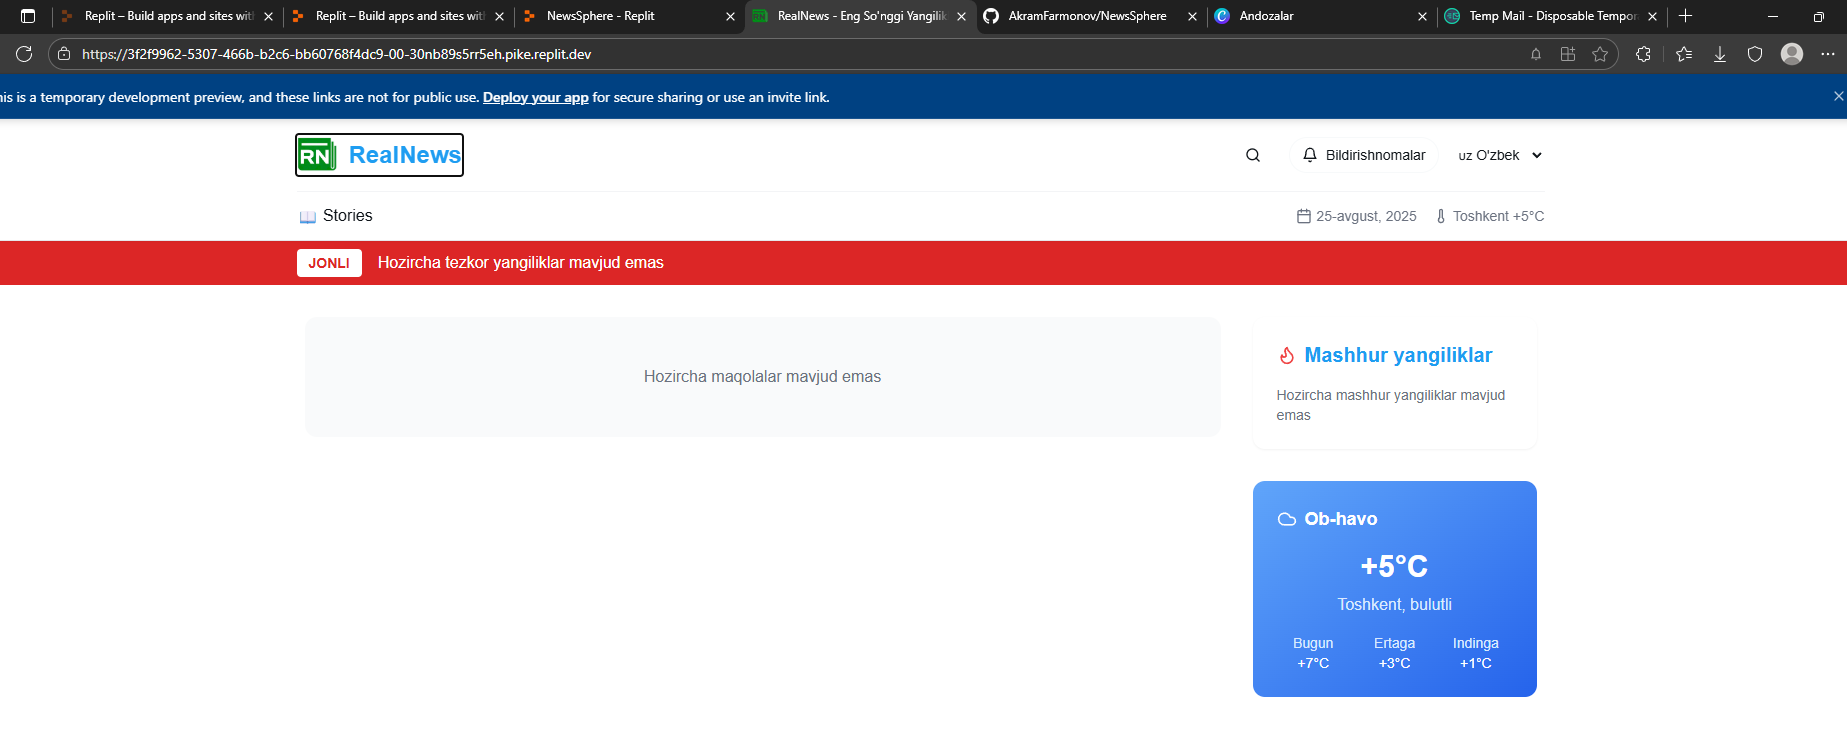 Replit – Build apps and sites with
Replit – Build apps and sites with
NewsSphere - Replit
RealNews - Eng So'nggi Yangilik
AkramFarmonov/NewsSphere
Andozalar
Temp Mail - Disposable Tempor
https://3f2f9962-5307-466b-b2c6-bb60768f4dc9-00-30nb89s5rr5eh.pike.replit.dev
is is a temporary development preview, and these links are not for public use. Deploy your app for secure sharing or use an invite link.
RN RealNews
Bildirishnomalar
uz O'zbek
Stories
25-avgust, 2025
Toshkent +5°C
JONLI Hozircha tezkor yangiliklar mavjud emas
Hozircha maqolalar mavjud emas
Mashhur yangiliklar
Hozircha mashhur yangiliklar mavjud
emas
Ob-havo
+5°C
Toshkent, bulutli
Bugun Ertaga Indinga
+7°C +3°C +1°C